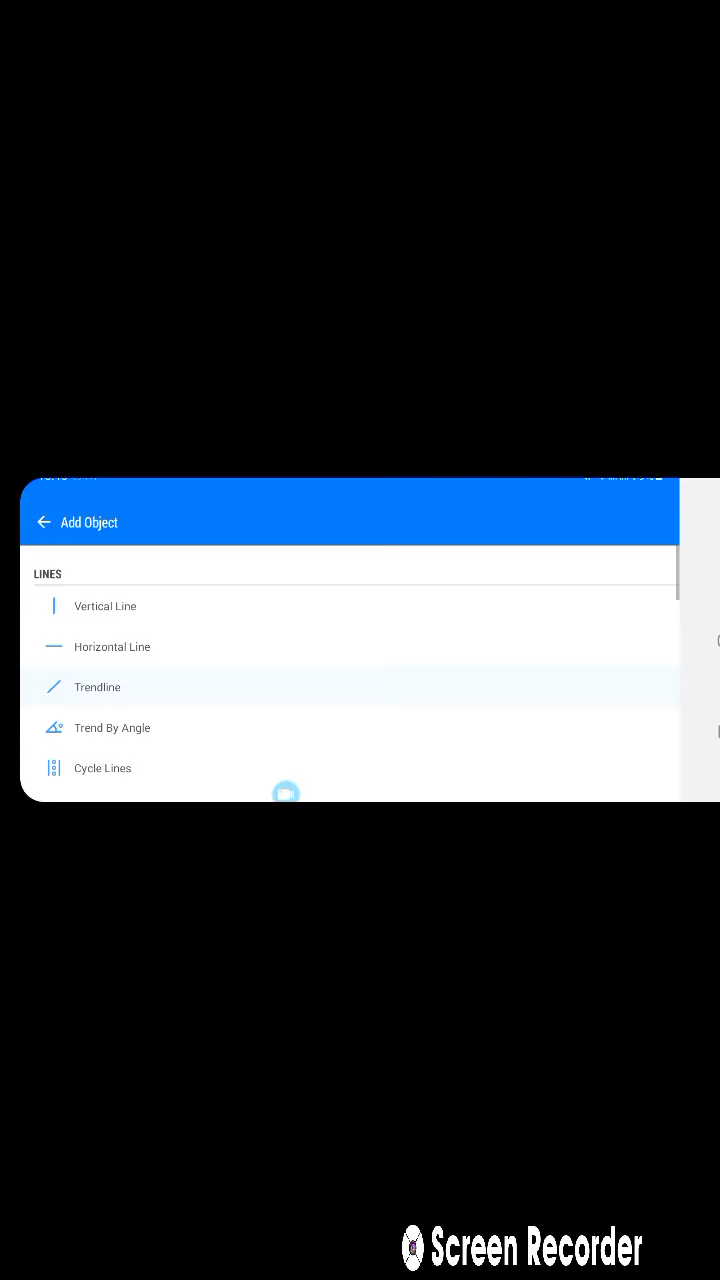 Add Object
LINES
Vertical Line
Horizontal Line
Trendline
Trend By Angle
Cycle Lines
Screen Recorder